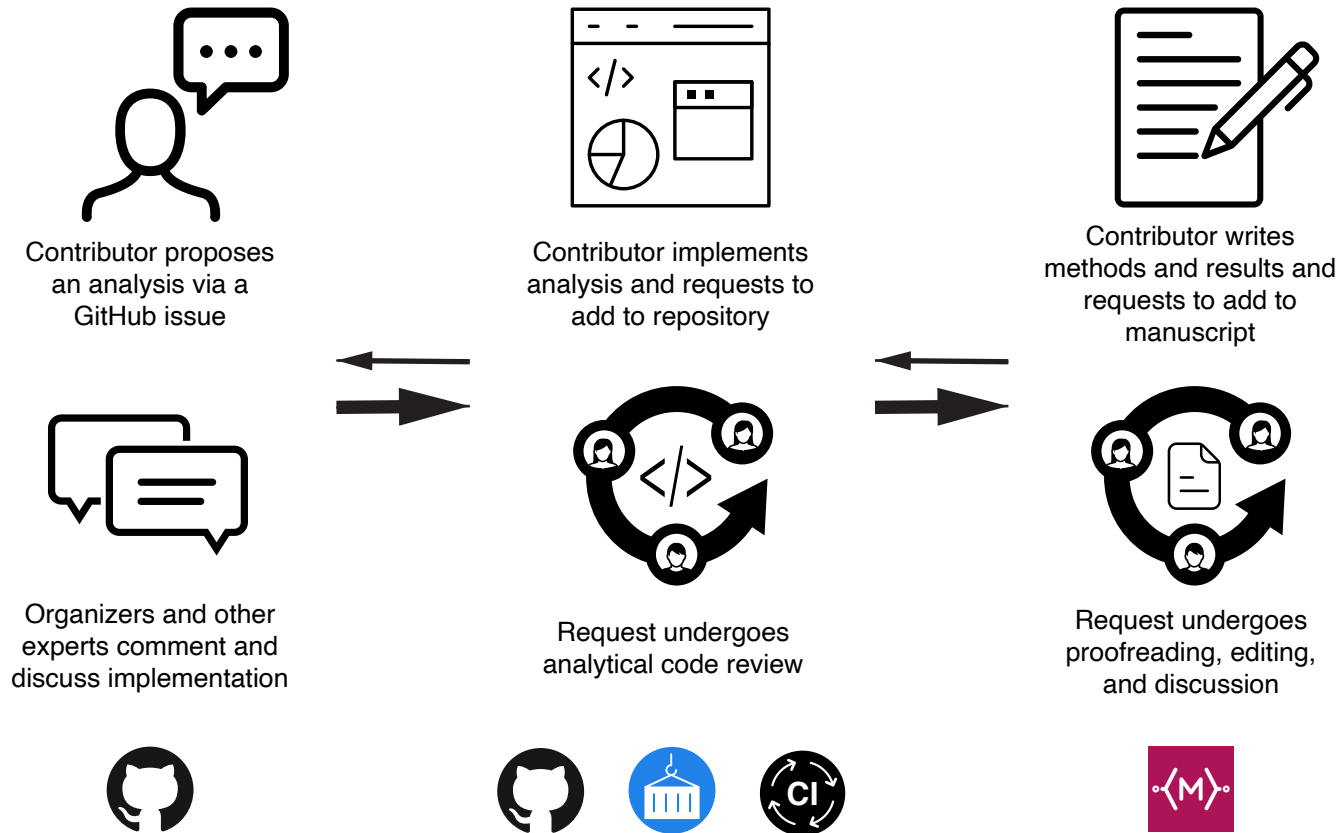 Contributor proposes
an analysis via a
GitHub issue
Contributor implements
analysis and requests to
add to repository
Contributor writes
methods and results and
requests to add to
manuscript
Organizers and other
experts comment and
discuss implementation
Request undergoes
analytical code review
Request undergoes
proofreading, editing,
and discussion
CI
M